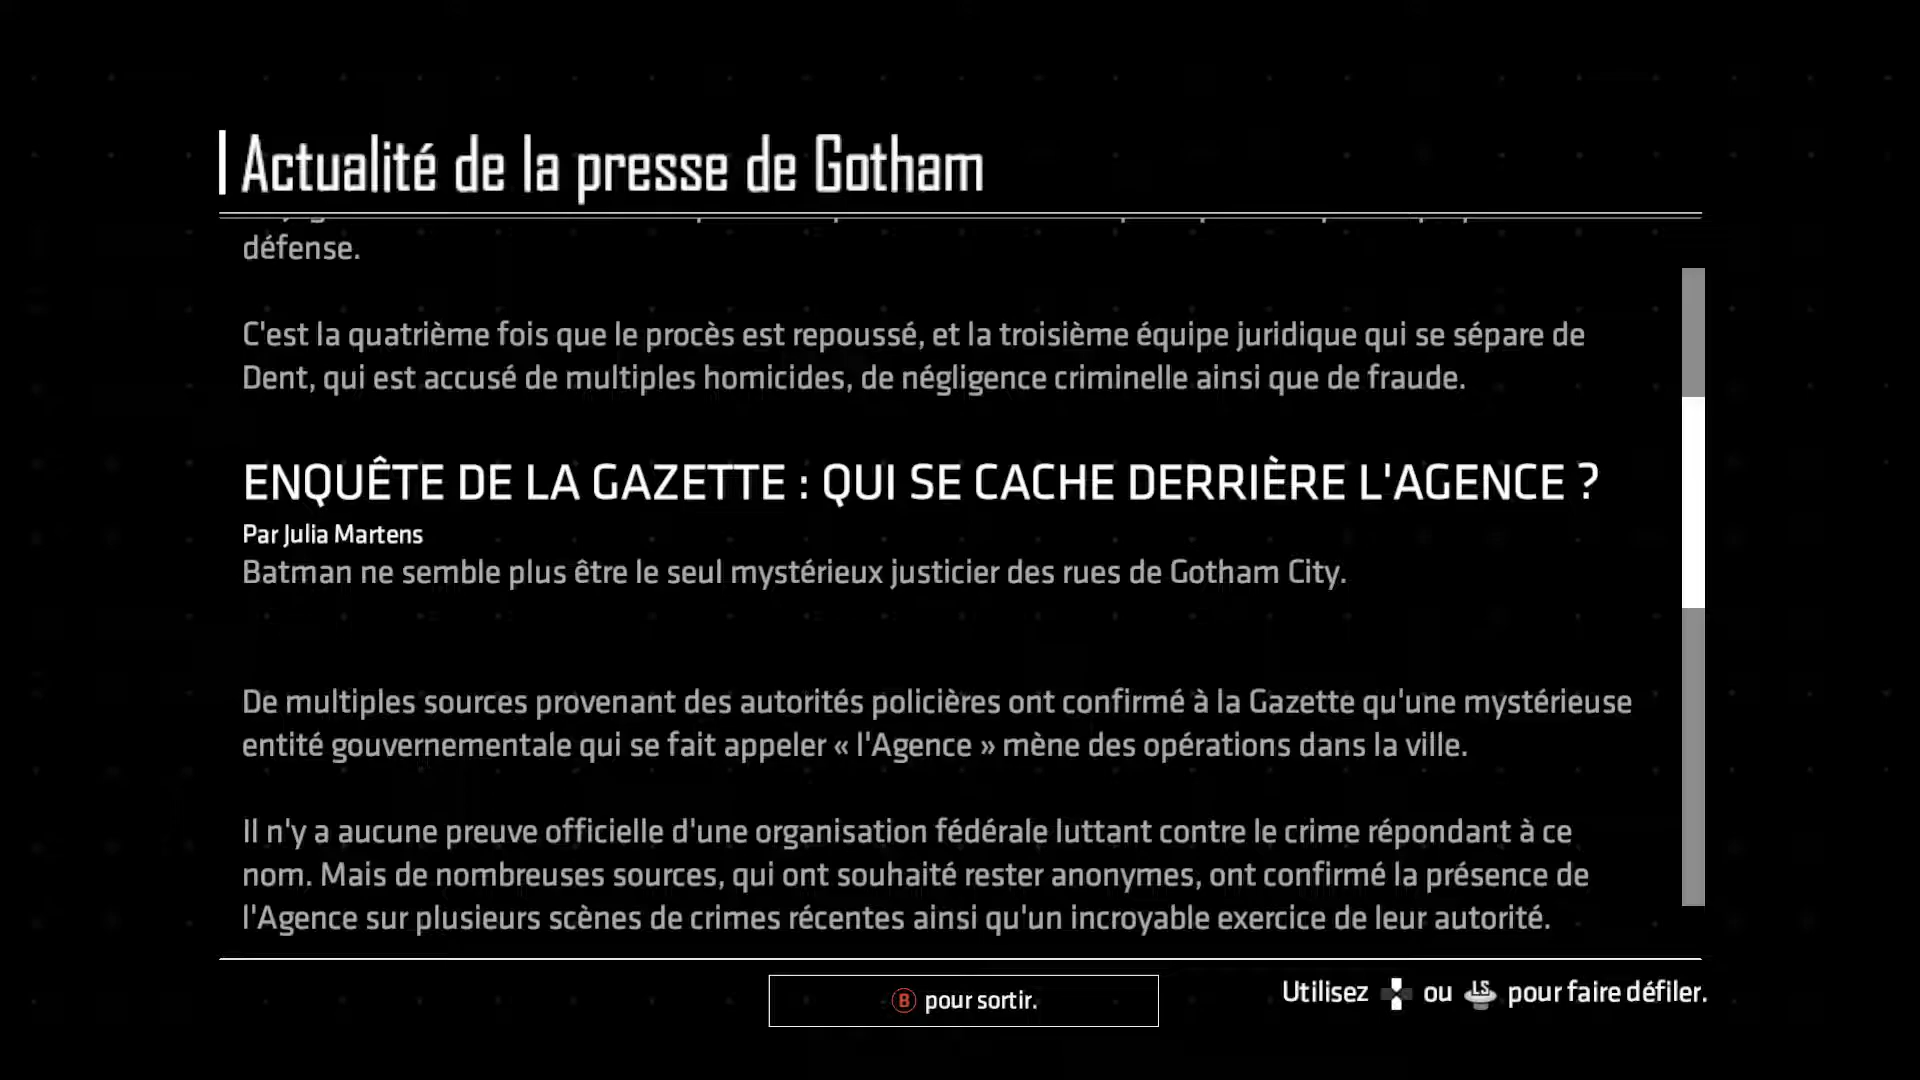 Actualité de la presse de Gotham
défense.
C'est la quatrième fois que le procès est repoussé, et la troisième équipe juridique qui se sépare de
Dent, qui est accusé de multiples homicides, de négligence criminelle ainsi que de fraude.
ENQUÊTE DE LA GAZETTE : QUI SE CACHE DERRIÈRE L'AGENCE ?
Par Julia Martens
Batman ne semble plus être le seul mystérieux justicier des rues de Gotham City.
De multiples sources provenant des autorités policières ont confirmé à la Gazette qu'une mystérieuse
entité gouvernementale qui se fait appeler « l'Agence » mène des opérations dans la ville.
Il n'y a aucune preuve officielle d'une organisation fédérale luttant contre le crime répondant à ce
nom. Mais de nombreuses sources, qui ont souhaité rester anonymes, ont confirmé la présence de
l'Agence sur plusieurs scènes de crimes récentes ainsi qu'un incroyable exercice de leur autorité.
B pour sortir.
Utilisez ou LS pour faire défiler.